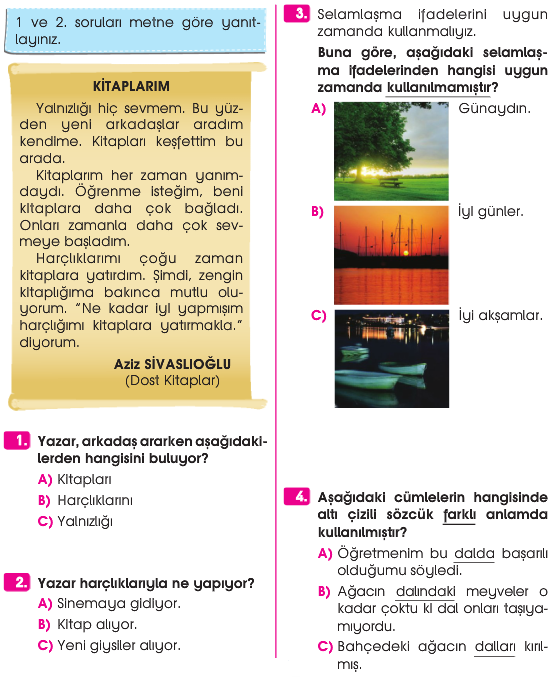 1 ve 2. soruları metne göre yanıt-
layınız.
KİTAPLARIM
Yalnızlığı hiç sevmem. Bu yüz-
den yeni arkadaşlar aradım
kendime. Kitapları keşfettim bu
arada.
Kitaplarım her zaman yanım-
daydı. Öğrenme isteğim, beni
kitaplara daha çok bağladı.
Onları zamanla daha çok sev-
meye başladım.
Harçlıklarımı çoğu zaman
kitaplara yatırdım. Şimdi, zengin
kitaplığıma bakınca mutlu olu-
yorum. “Ne kadar iyi yapmışım
harçlığımı kitaplara yatırmakla.”
diyorum.
Aziz SİVASLIOĞLU
(Dost Kitaplar)
1. Yazar, arkadaş ararken aşağıdaki-
lerden hangisini buluyor?
A) Kitapları
B) Harçlıklarını
C) Yalnızlığı
2. Yazar harçlıklarıyla ne yapıyor?
A) Sinemaya gidiyor.
B) Kitap alıyor.
C) Yeni giysiler alıyor.
3. Selamlaşma ifadelerini uygun
zamanda kullanmalıyız.
Buna göre, aşağıdaki selamlaş-
ma ifadelerinden hangisi uygun
zamanda kullanılmamıştır?
A) Günaydın.
B) İyi günler.
C) İyi akşamlar.
4. Aşağıdaki cümlelerin hangisinde
altı çizili sözcük farklı anlamda
kullanılmıştır?
A) Öğretmenim bu dalda başarılı
olduğumu söyledi.
B) Ağacın dalındaki meyveler o
kadar çoktu ki dal onları taşıya-
mıyordu.
C) Bahçedeki ağacın dalları kırıl-
mış.